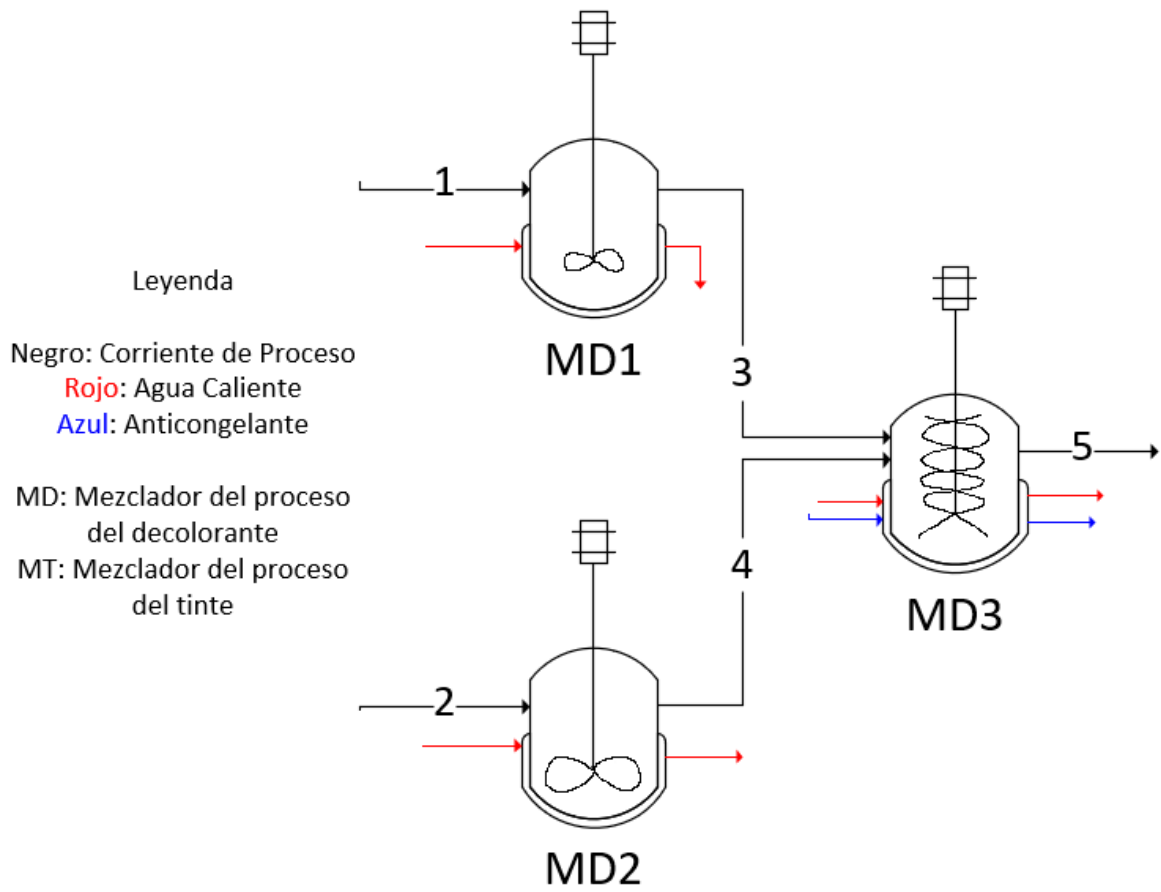 1
MD1
Leyenda
Negro: Corriente de Proceso
Rojo: Agua Caliente
Azul: Anticongelante
MD: Mezclador del proceso
del decolorante
MT: Mezclador del proceso
del tinte
3
5
4
MD3
2
MD2